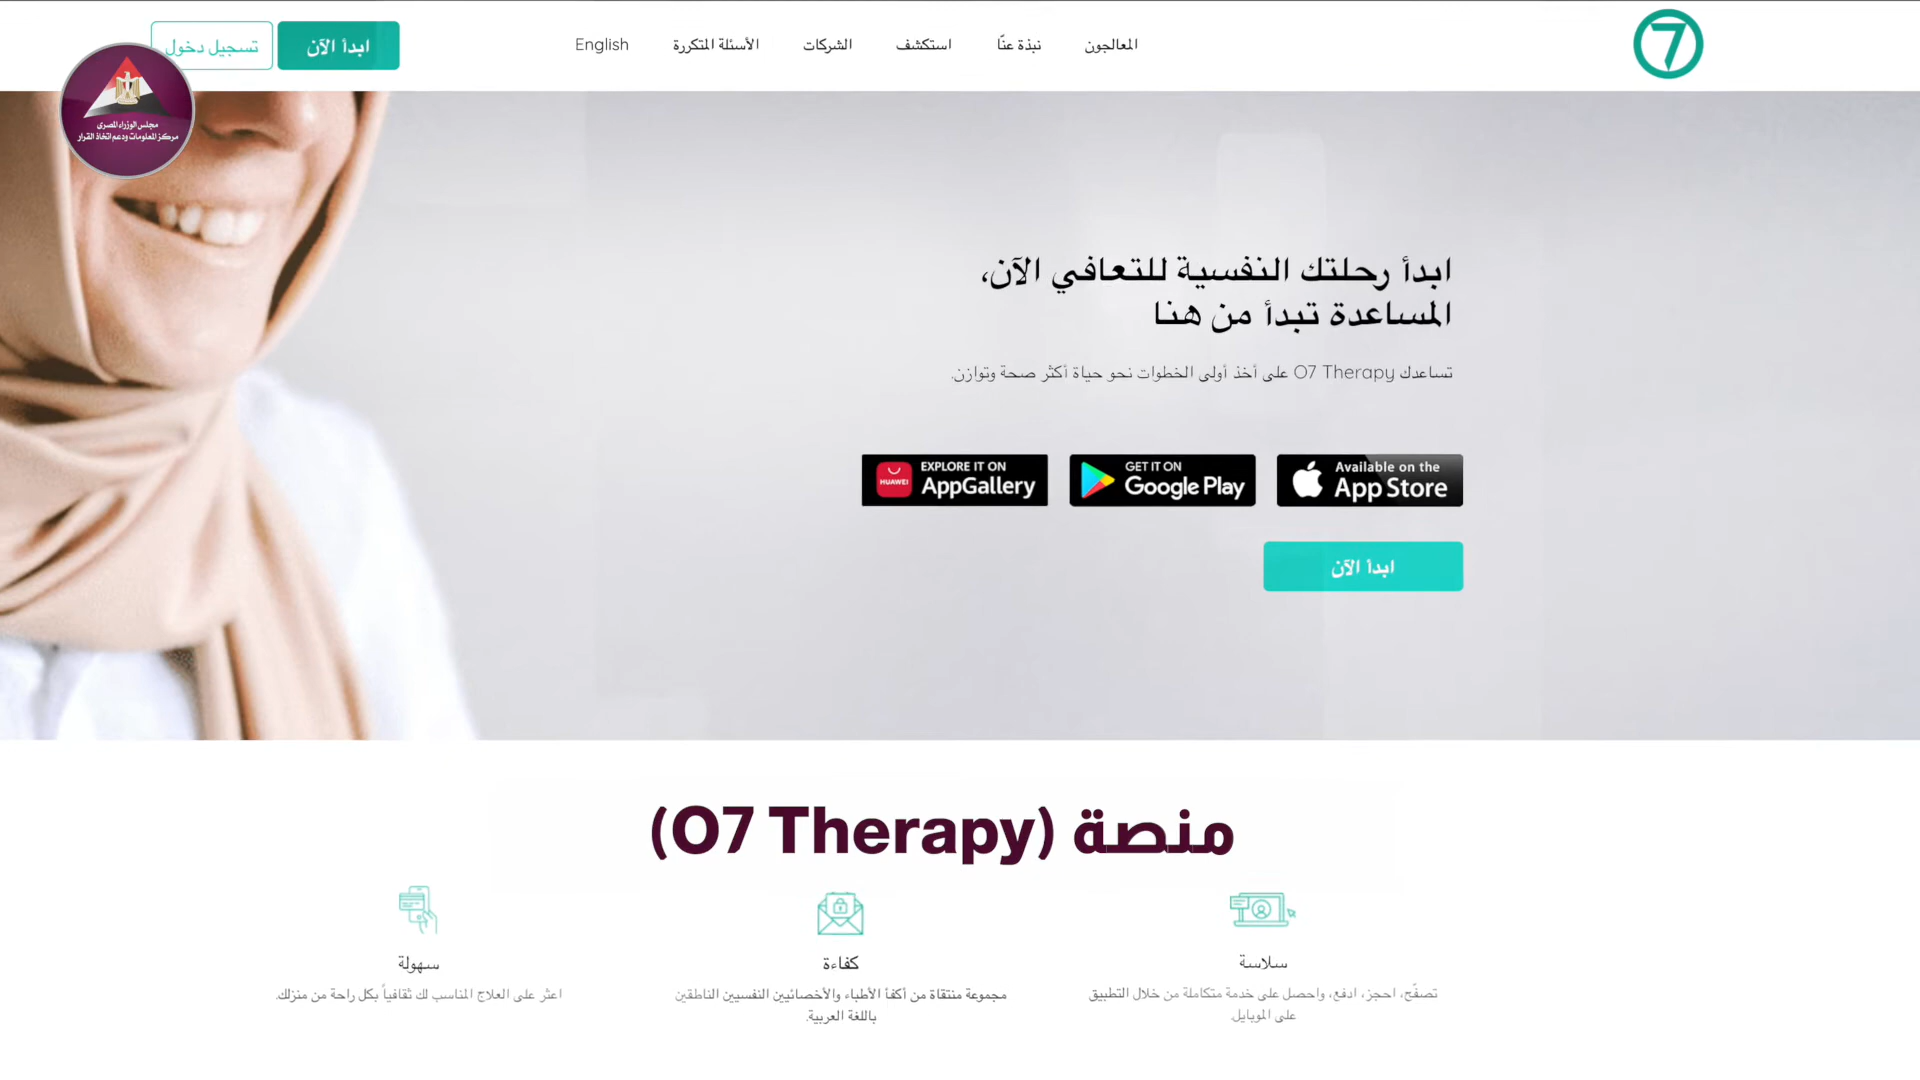 المعالجون
نبذة عنّا
استكشف
الشركات
الأسئلة المتكررة
English
ابدأ الآن
تسجيل دخول
مجلس الوزراء المصرى
مركز المعلومات ودعم اتخاذ القرار
ابدأ رحلتك النفسية للتعافي الآن،
المساعدة تبدأ من هنا
تساعدك O7 Therapy على أخذ أولى الخطوات نحو حياة أكثر صحة وتوازن.
Available on the
App Store
GET IT ON
Google Play
HUAWEI
EXPLORE IT ON
AppGallery
ابدأ الآن
منصة (O7 Therapy)
سلاسة
تصفّح، احجز، ادفع، واحصل على خدمة متكاملة من خلال التطبيق
على الموبايل.
كفاءة
مجموعة منتقاة من أكفأ الأطباء والأخصائيين النفسيين الناطقين
باللغة العربية.
سهولة
اعثر على العلاج المناسب لك ثقافياً بكل راحة من منزلك.